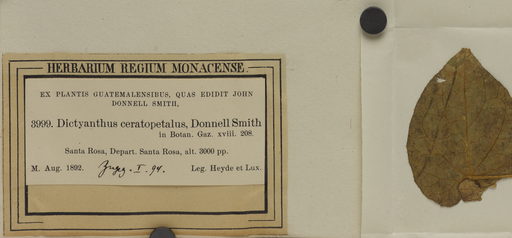 HERBARIUM REGIUM MONACENSE.
EX PLANTIS GUATEMALENSIBUS, QUAS EDIDIT JOHN
DONNELL SMITH,
3999. Dictyanthus ceratopetalus, Donnell Smith
in Botan. Gaz. xviii. 208.
Santa Rosa, Depart. Santa Rosa, alt. 3000 pp.
M. Aug. 1892. I. 94. Leg. Heyde et Lux.